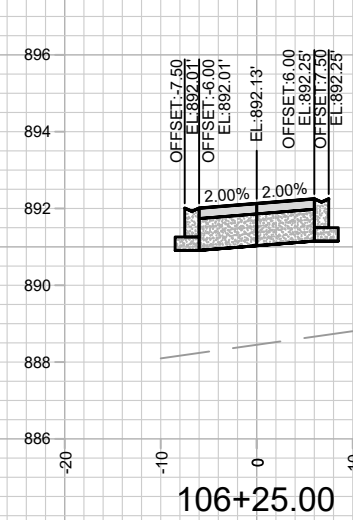 896
894
892
890
888
886
OFFSET:-7.50
EL:892.01'
OFFSET:-6.00
EL:892.01'
EL:892.13'
OFFSET:6.00
EL:892.25'
OFFSET:7.50
EL:892.25'
2.00%
2.00%
-20
-10
0
106+25.00